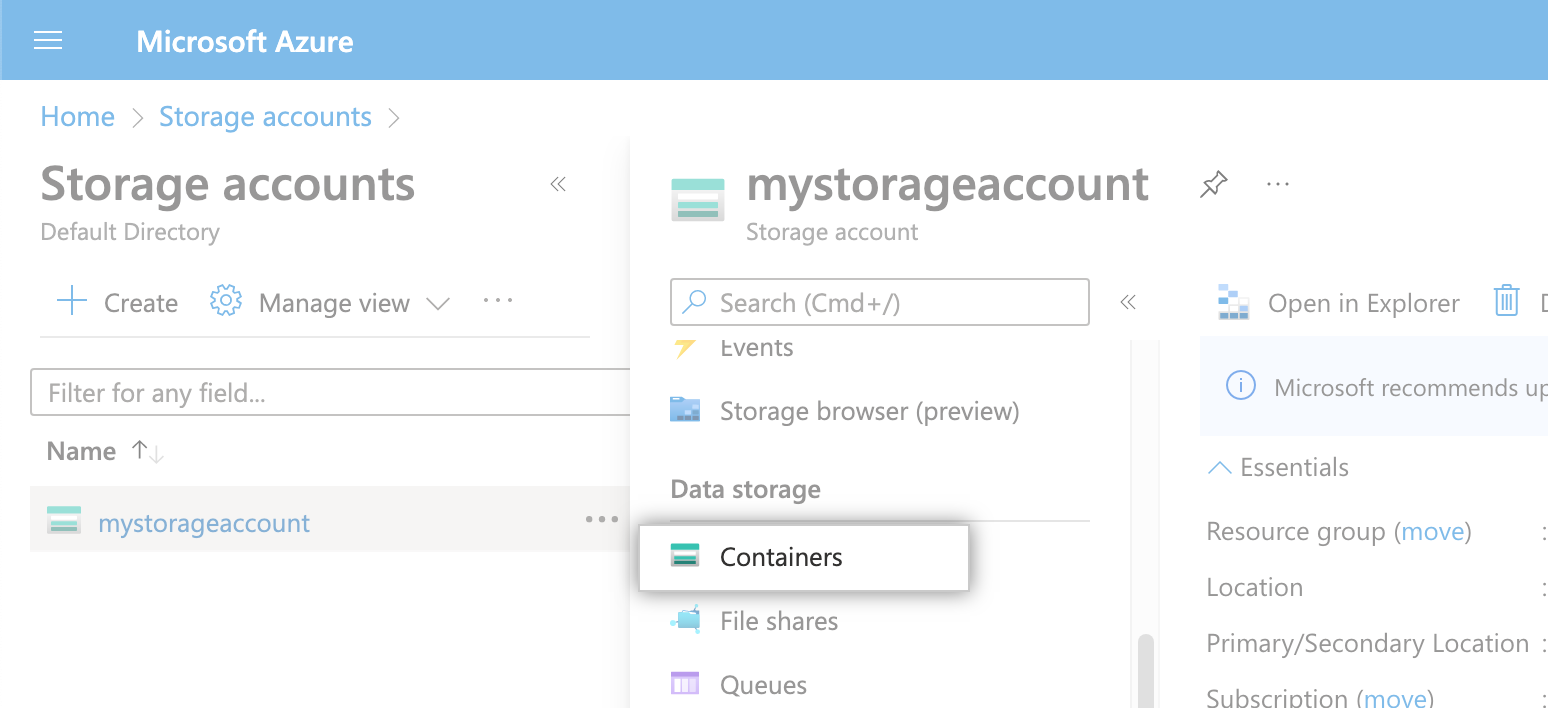 Microsoft Azure
Home > Storage accounts >
Storage accounts
Default Directory
Create
Manage view
Filter for any field...
Name
mystorageaccount
mystorageaccount
Storage account
Search (Cmd+/)
Events
Storage browser (preview)
Data storage
Containers
File shares
Queues
Open in Explorer
Microsoft recommends
Essentials
Resource group (move) :
Location :
Primary/Secondary Location :
Subscription (move) :